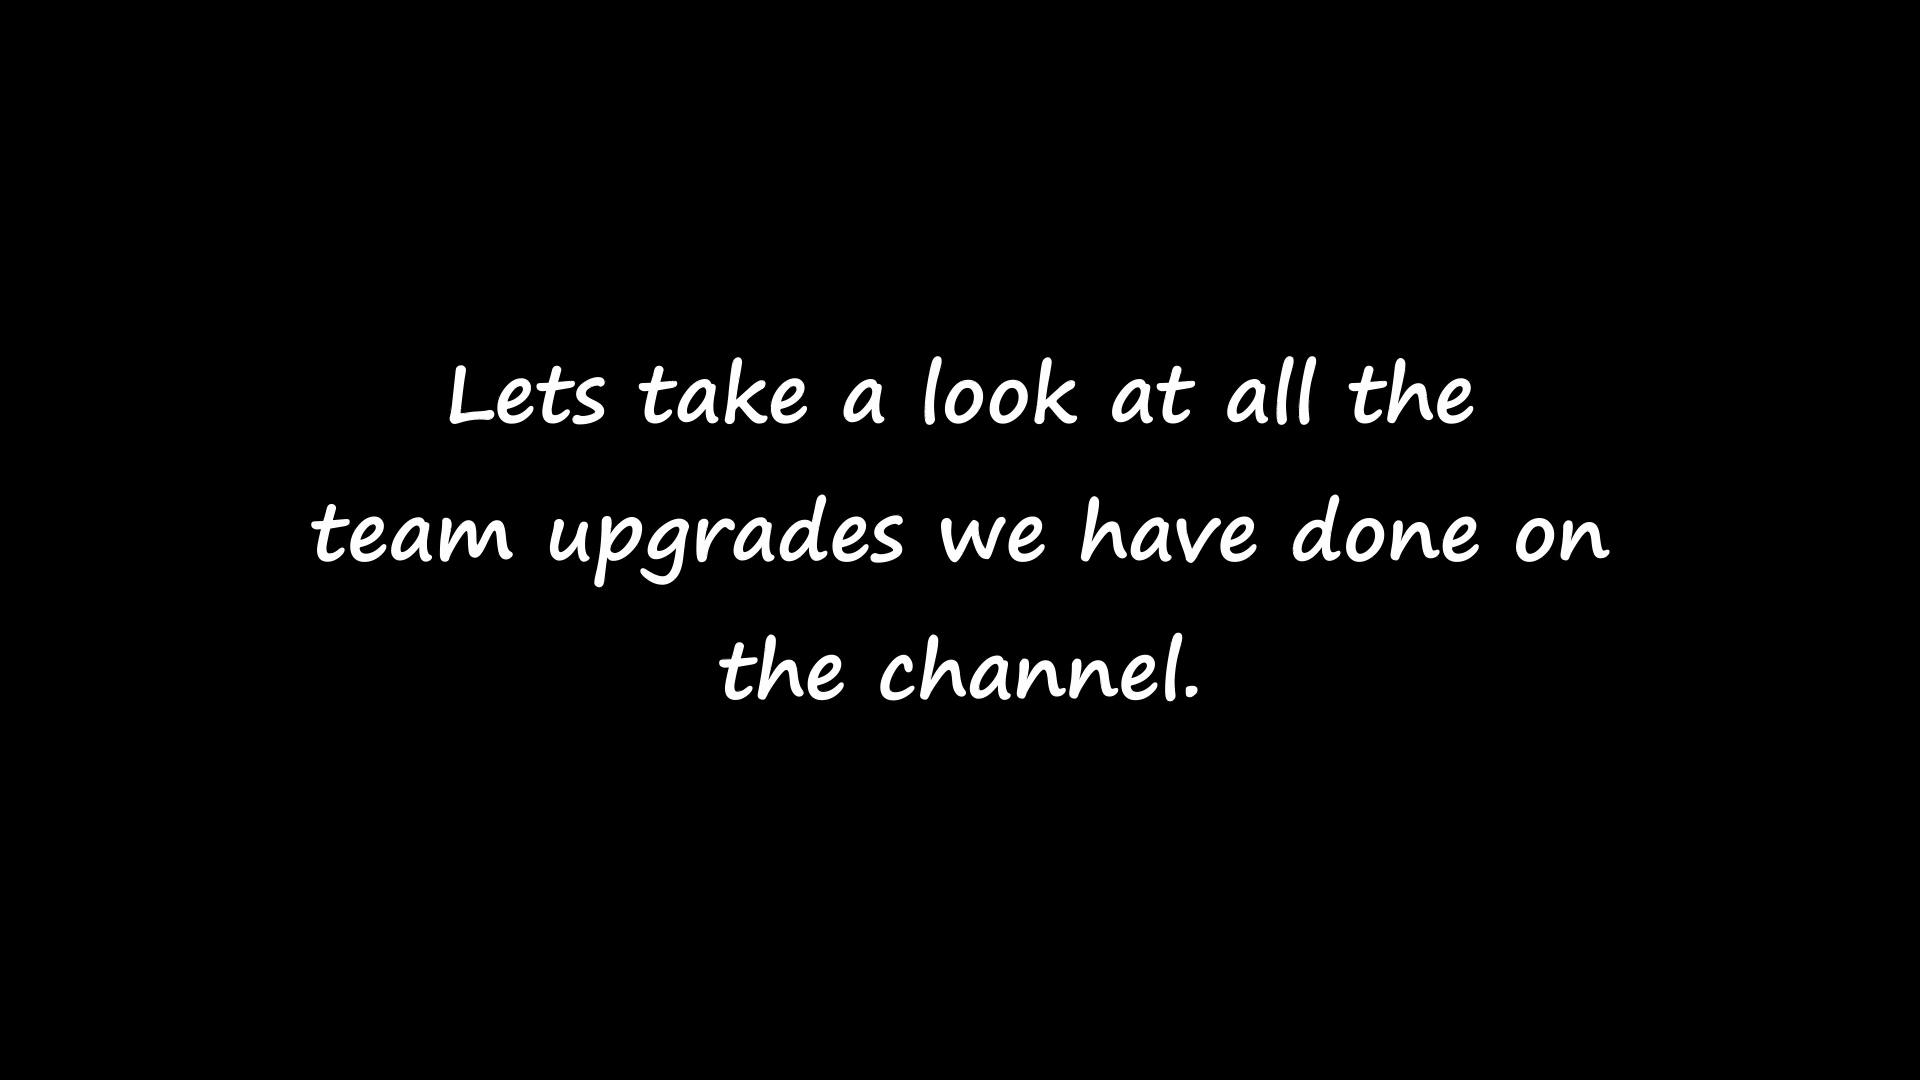 Lets take a look at all the
team upgrades we have done on
the channel.